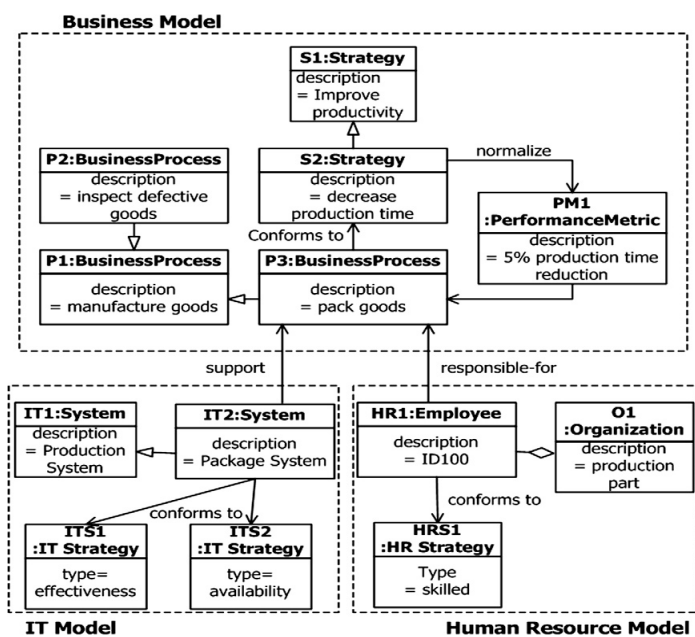 Business Model
S1:Strategy
description
= Improve
productivity
P2:BusinessProcess
description
= inspect defective
goods
S2:Strategy
description
= decrease
production time
normalize
PM1
:PerformanceMetric
description
= 5% production time
reduction
Conforms to
P1:BusinessProcess
description
= manufacture goods
P3:BusinessProcess
description
= pack goods
support
responsible-for
IT1:System
description
= Production
System
IT2:System
description
= Package System
HR1:Employee
description
= ID100
O1
:Organization
description
= production
part
conforms to
conforms to
ITS1
:IT Strategy
type=
effectiveness
ITS2
:IT Strategy
type=
availability
HRS1
:HR Strategy
Type
= skilled
IT Model
Human Resource Model